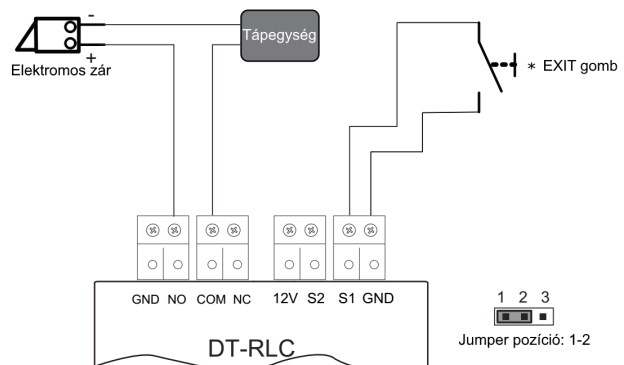 -
Tápegység
+
Elektromos zár
* EXIT gomb
GND NO COM NC 12V S2 S1 GND
1 2 3
DT-RLC
Jumper pozíció: 1-2